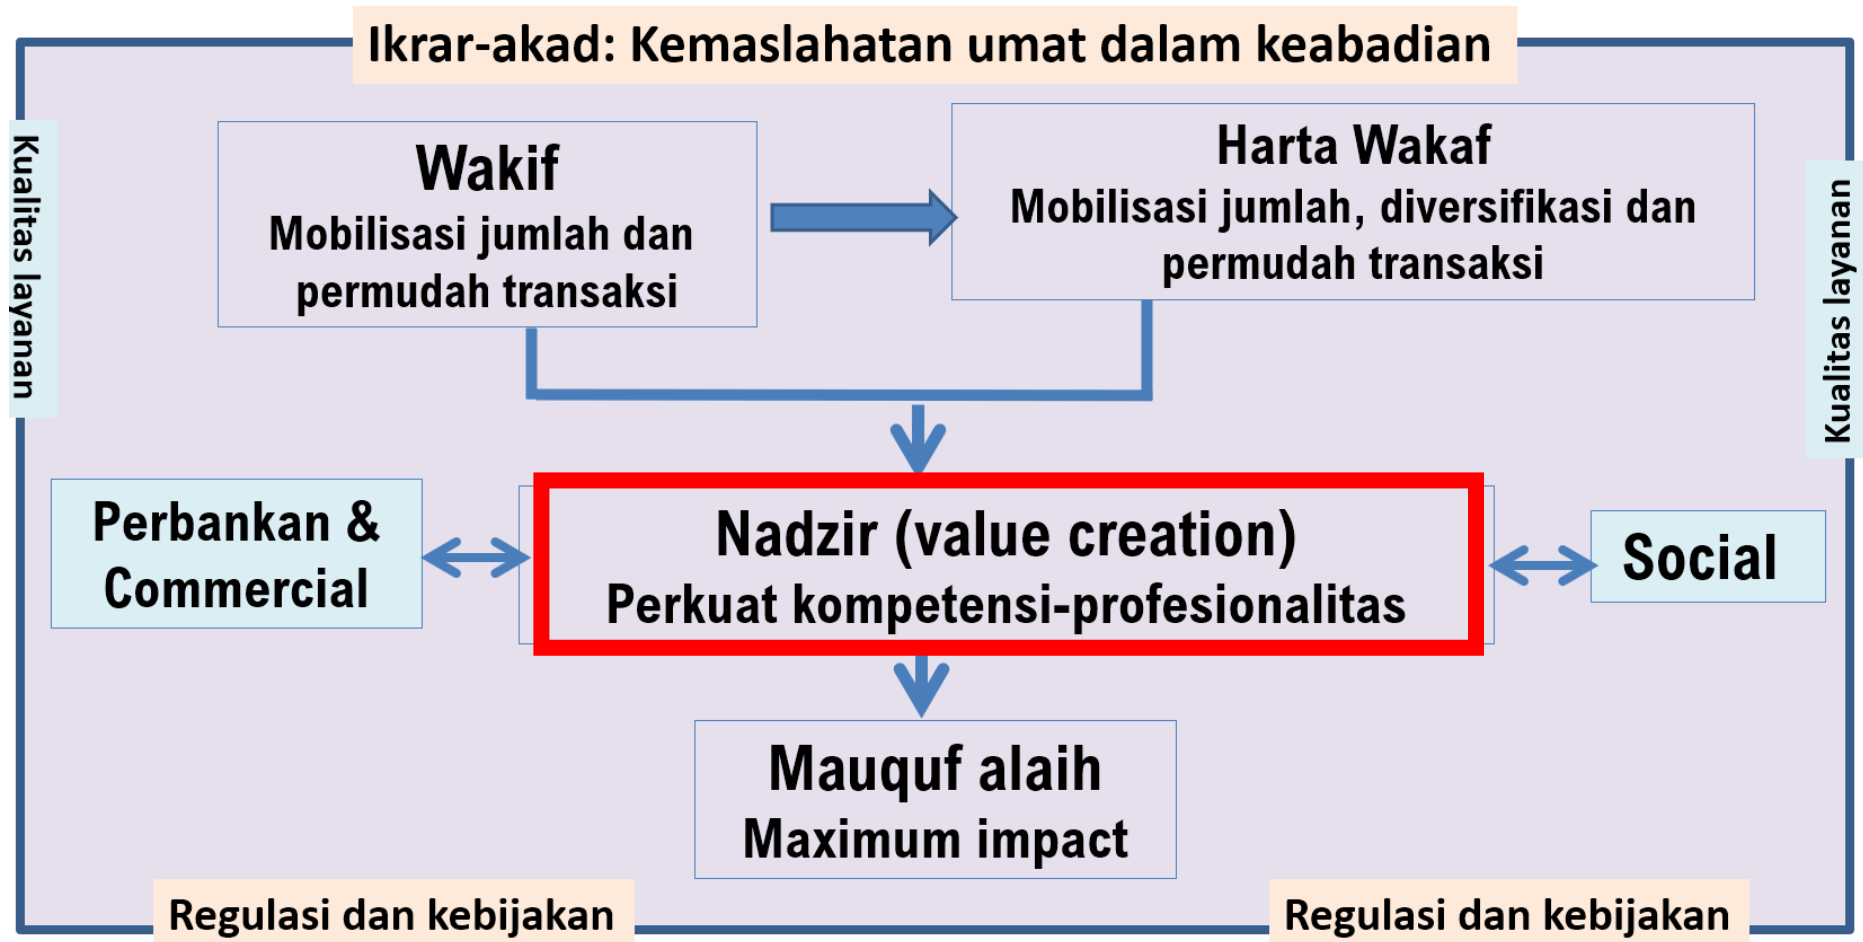 Ikrar-akad: Kemaslahatan umat dalam keabadian
Kualitas layanan
Wakif
Mobilisasi jumlah dan
permudah transaksi
Harta Wakaf
Mobilisasi jumlah, diversifikasi dan
permudah transaksi
Kualitas layanan
Perbankan &
Commercial
Nadzir (value creation)
Perkuat kompetensi-profesionalitas
Social
Mauquf alaih
Maximum impact
Regulasi dan kebijakan
Regulasi dan kebijakan